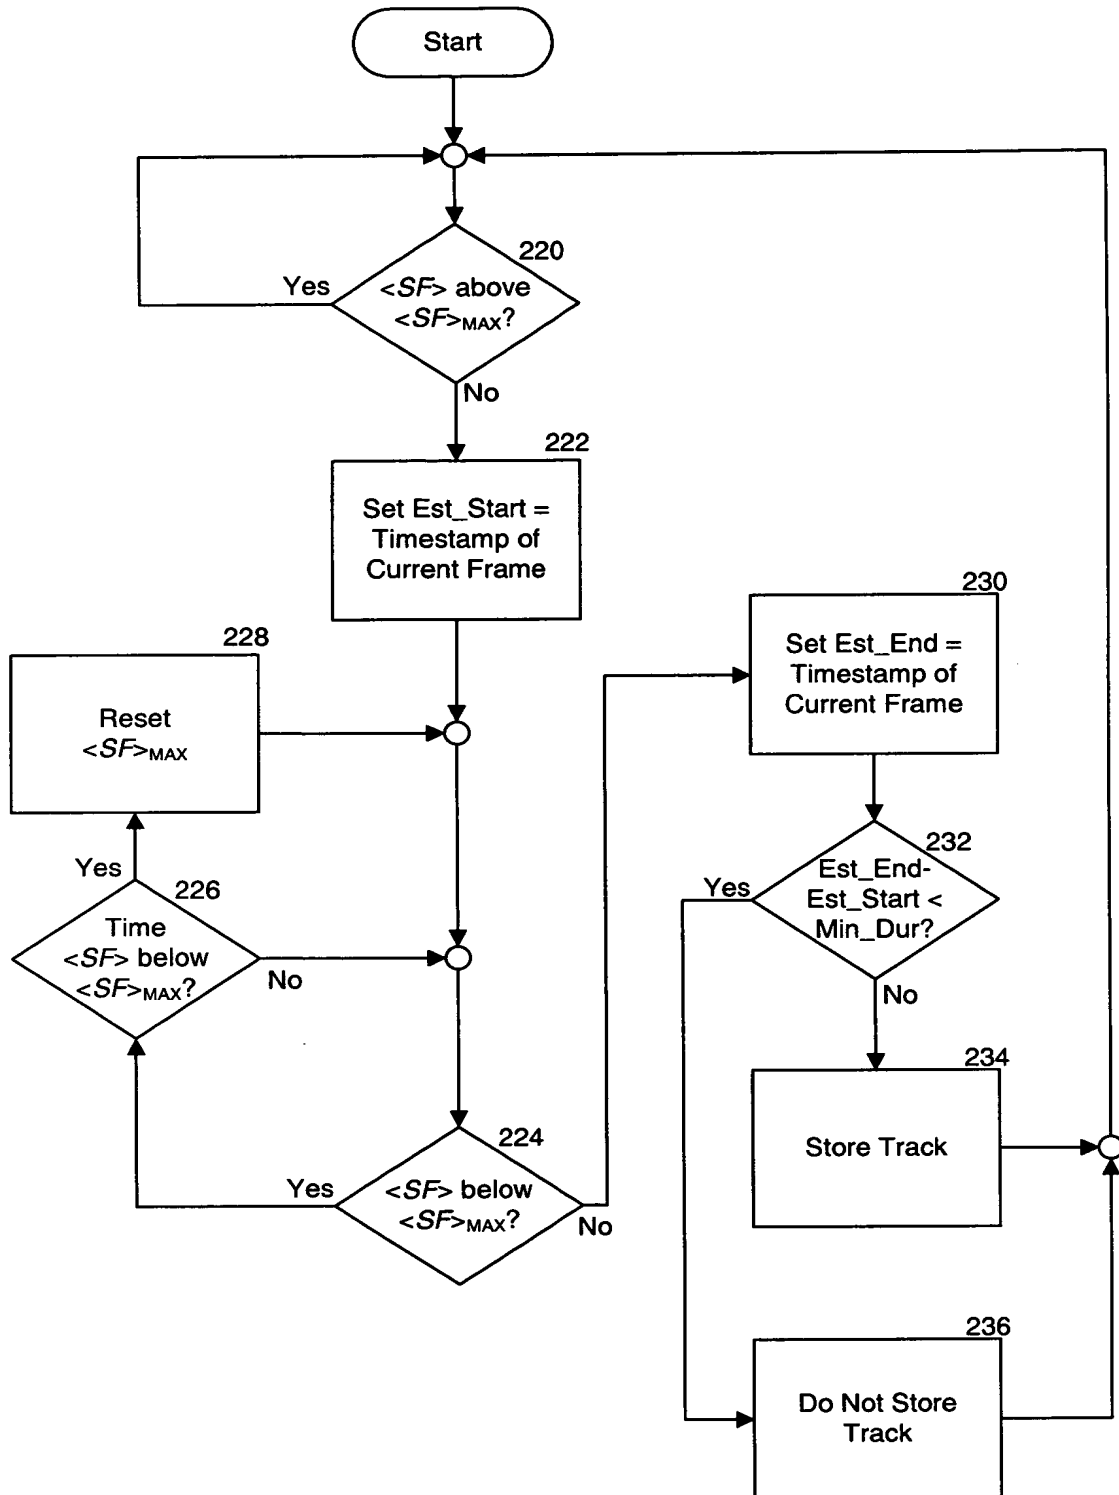 Start
220
<SF> above
<SF>MAX?
Yes
No
222
Set Est_Start =
Timestamp of
Current Frame
228
Reset
<SF>MAX
Yes
226
Time
<SF> below
<SF>MAX?
No
224
<SF> below
<SF>MAX?
Yes
No
230
Set Est_End =
Timestamp of
Current Frame
232
Est_End-
Est_Start <
Min_Dur?
Yes
No
234
Store Track
236
Do Not Store
Track